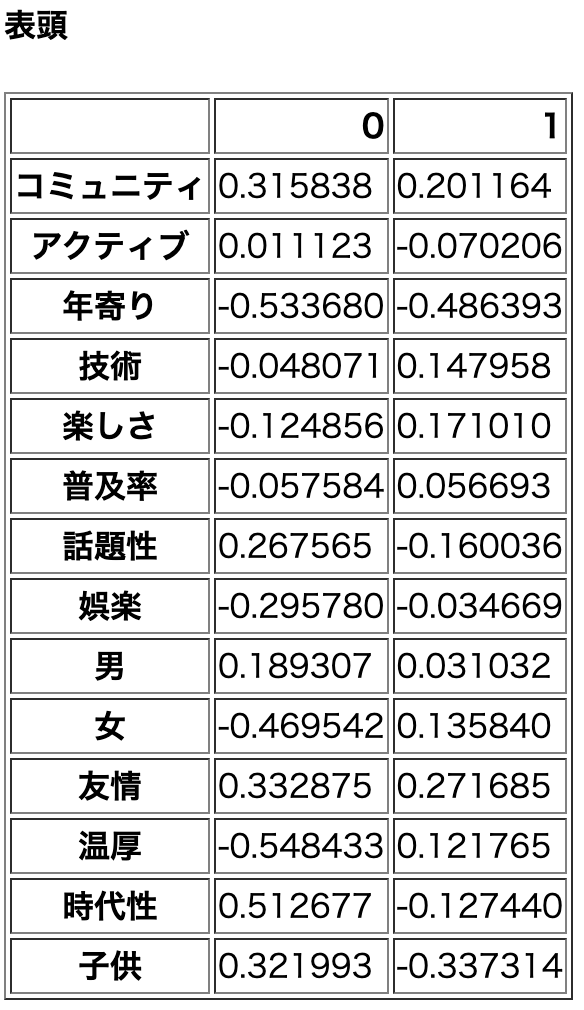 表頭
0 1
コミュニティ 0.315838 0.201164
アクティブ 0.011123 -0.070206
年寄り -0.533680 -0.486393
技術 -0.048071 0.147958
楽しさ -0.124856 0.171010
普及率 -0.057584 0.056693
話題性 0.267565 -0.160036
娯楽 -0.295780 -0.034669
男 0.189307 0.031032
女 -0.469542 0.135840
友情 0.332875 0.271685
温厚 -0.548433 0.121765
時代性 0.512677 -0.127440
子供 0.321993 -0.337314